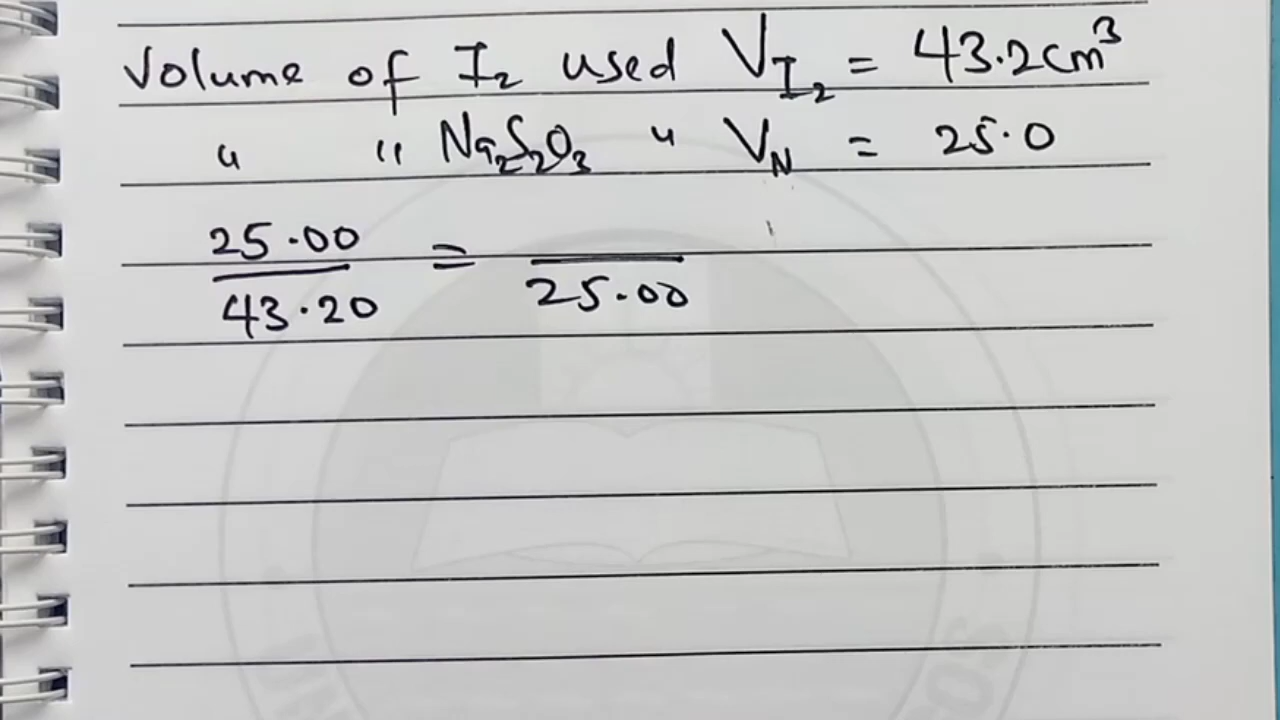 Volume of I₂ used V_I₂ = 43.2cm³
" " Na₂S₂O₃ " V_N = 25.0
25.00/43.20 = /25.00